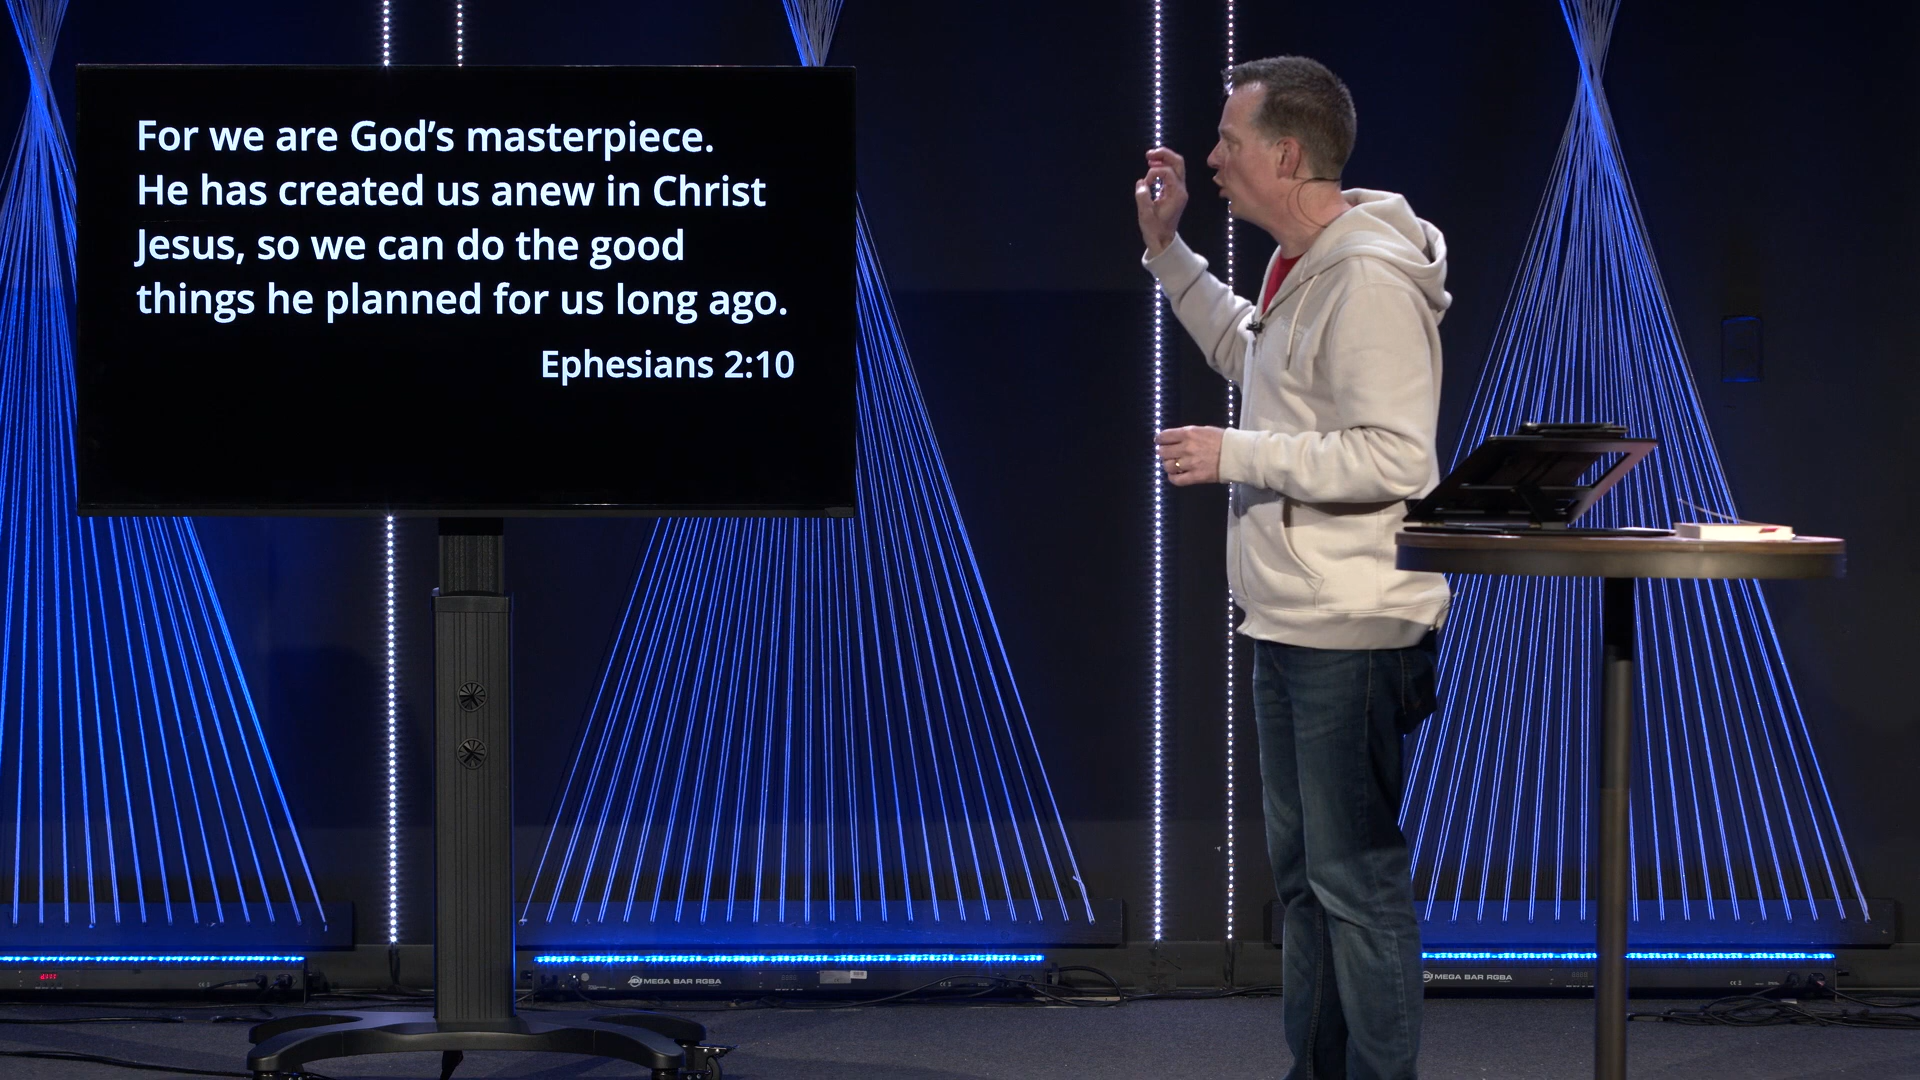 For we are God’s masterpiece.
He has created us anew in Christ
Jesus, so we can do the good
things he planned for us long ago.
Ephesians 2:10
MEGA BAR RGBA
MEGA BAR RGBA